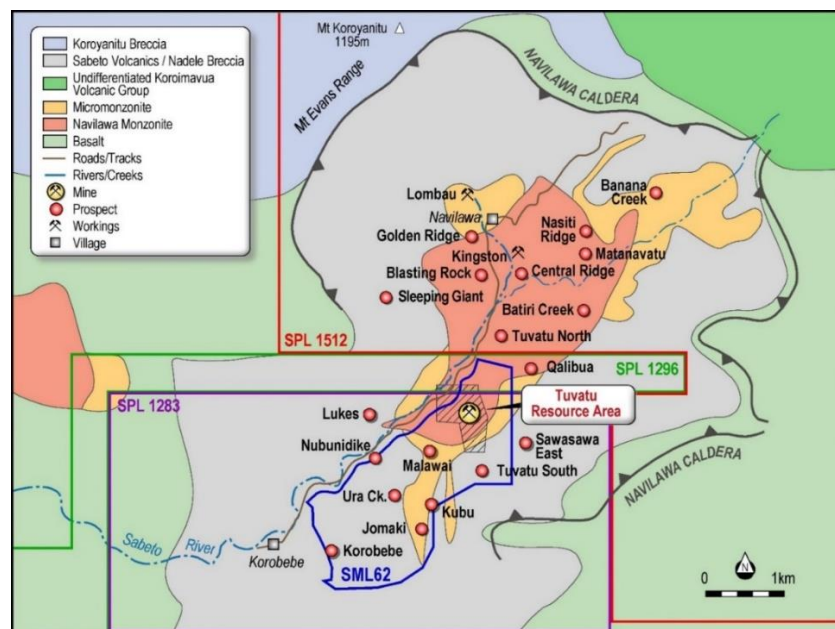 Koroyanitu Breccia
Sabeto Volcanics / Nadele Breccia
Undifferentiated Koroimavua
Volcanic Group
Micromonzonite
Navilawa Monzonite
Basalt
Roads/Tracks
Rivers/Creeks
Mine
Prospect
Workings
Village
Mt Koroyanitu
1195m
Mt Evans Range
NAVILAWA CALDERA
Lombau
Navilawa
Golden Ridge
Kingston
Blasting Rock
Sleeping Giant
Banana
Creek
Nasiti
Ridge
Matanavatu
Central Ridge
Batiri Creek
Tuvatu North
SPL 1512
SPL 1296
Qalibua
SPL 1283
Tuvatu
Resource Area
Lukes
Nubunidike
Malawai
Sawasawa
East
Tuvatu South
NAVILAWA CALDERA
Ura Ck.
Kubu
Jomaki
Sabeto River
Korobebe
Korobebe
SML62
N
0 1km